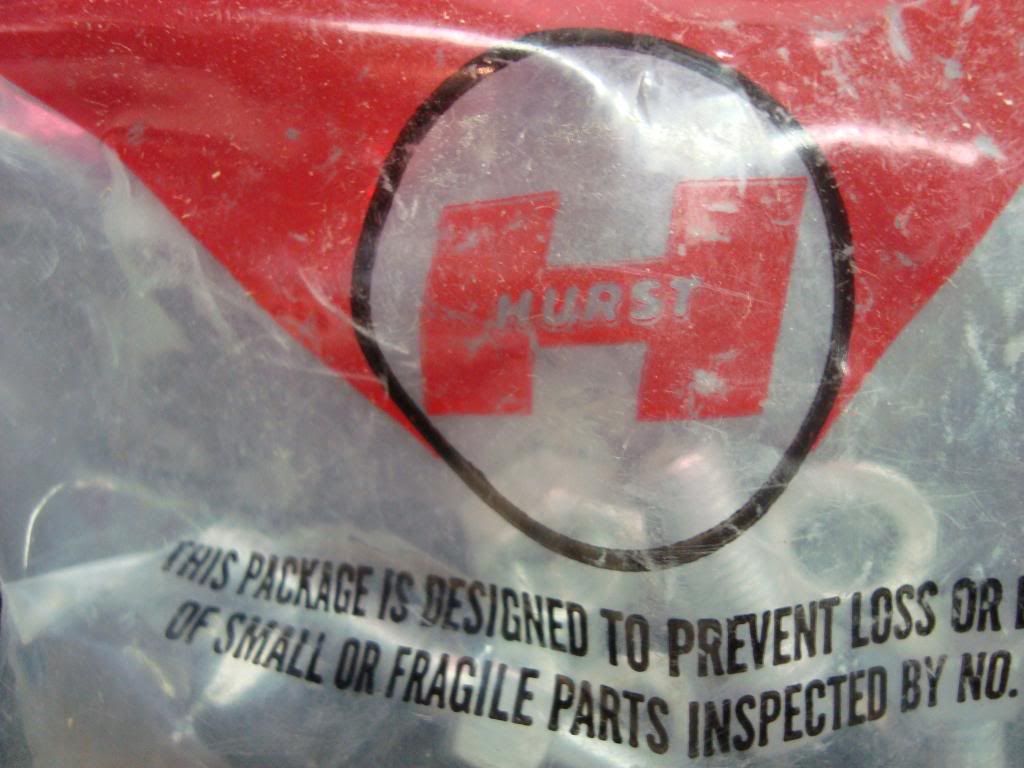 HURST
THIS PACKAGE IS DESIGNED TO PREVENT LOSS OR
OF SMALL OR FRAGILE PARTS INSPECTED BY NO.